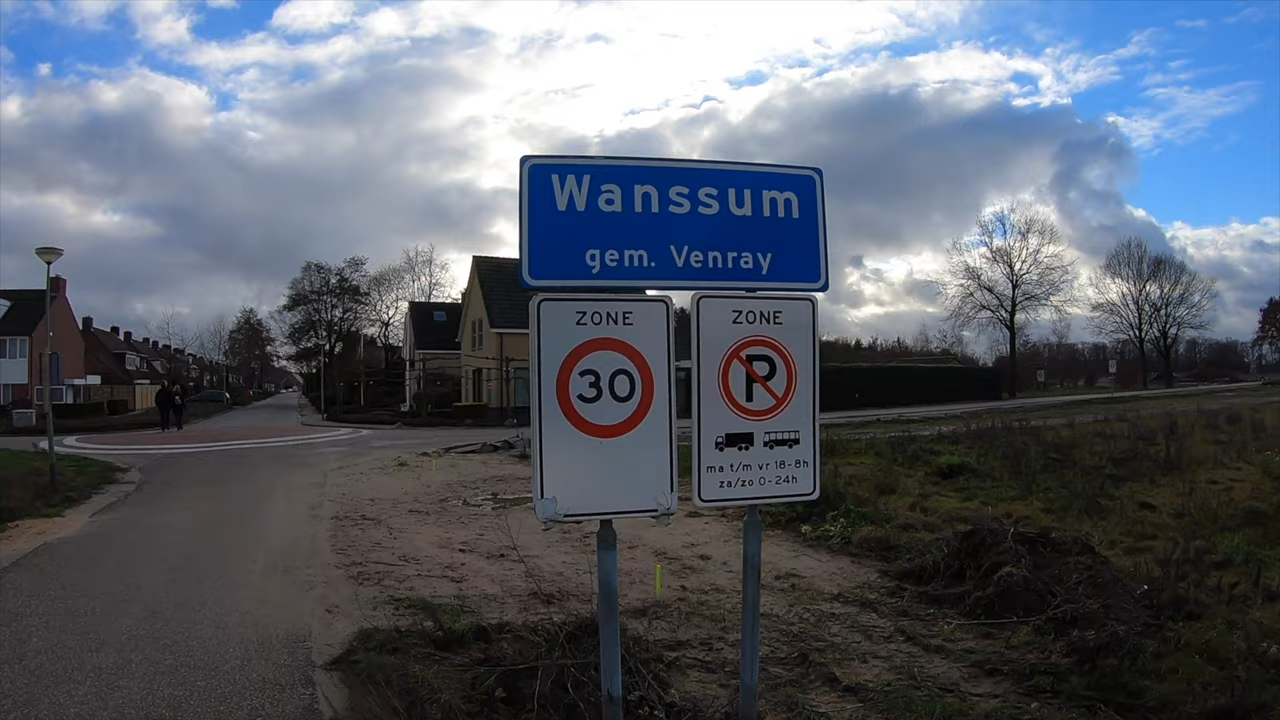 Wanssum
gem. Venray
ZONE
30
ZONE
P
ma t/m vr 18-8h
za/zo 0-24h